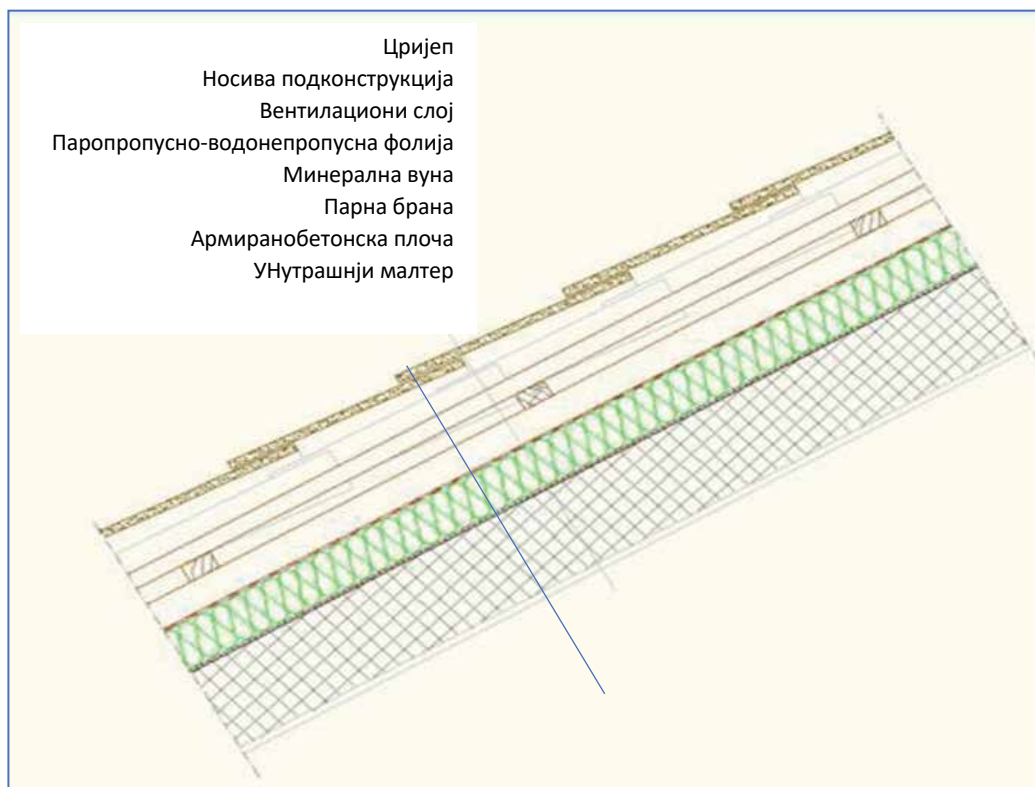 Цријеп
Носива подконструкција
Вентилациони слој
Паропропусно-водонепропусна фолија
Минерална вуна
Парна брана
Армиранобетонска плоча
УНутрашњи малтер